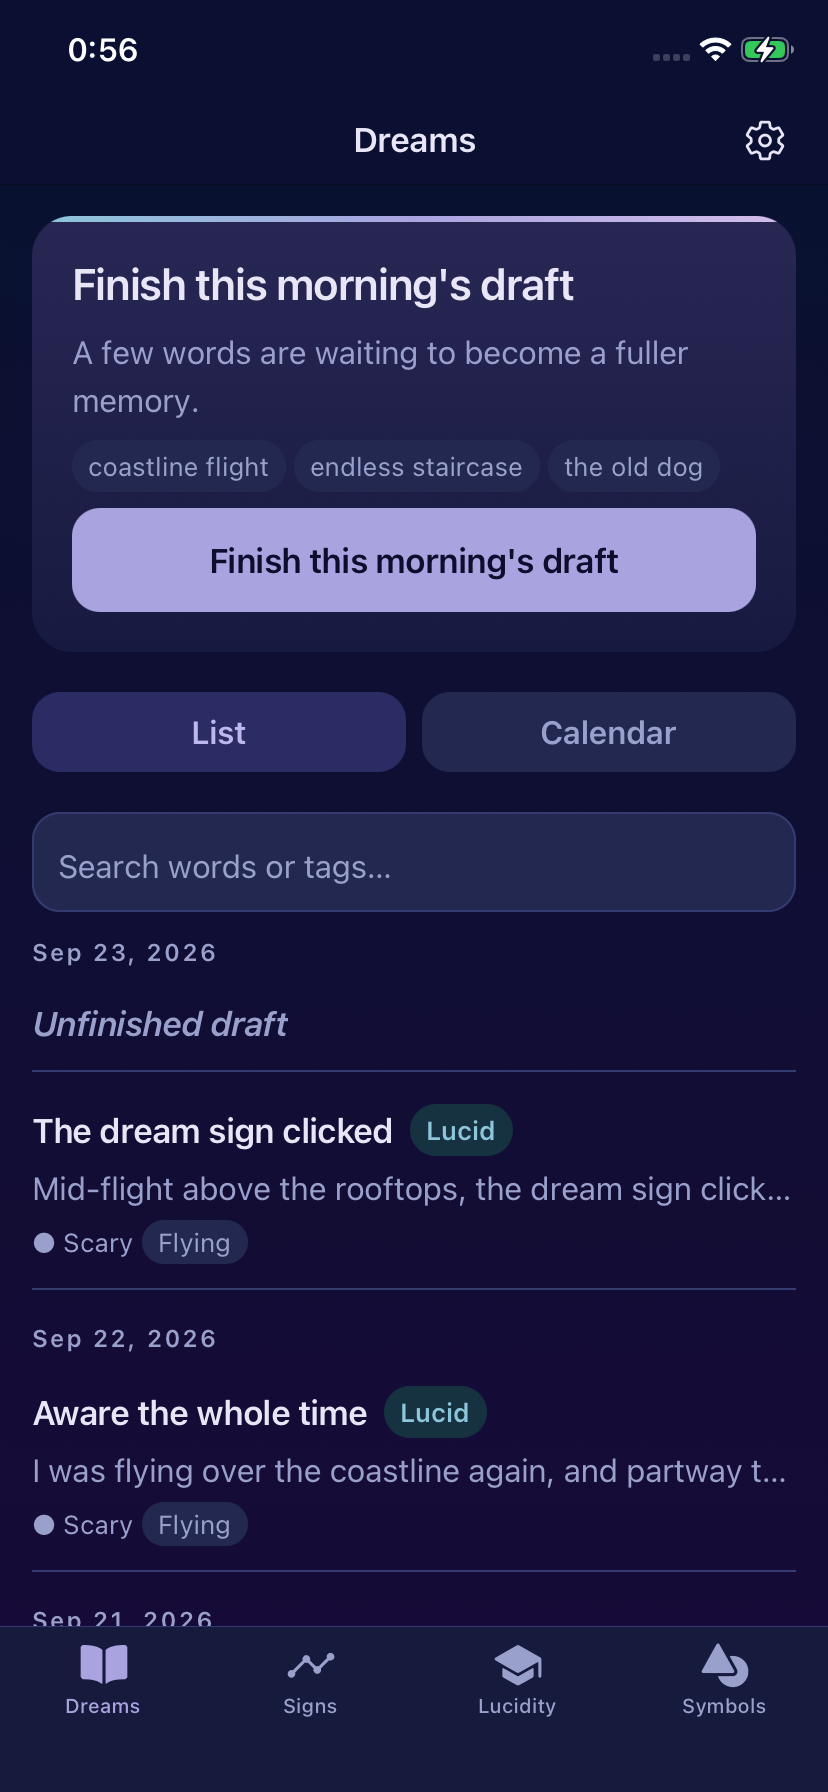 0:56
Dreams
Finish this morning's draft
A few words are waiting to become a fuller
memory.
coastline flight endless staircase the old dog
Finish this morning's draft
List Calendar
Search words or tags...
Sep 23, 2026
Unfinished draft
The dream sign clicked Lucid
Mid-flight above the rooftops, the dream sign click...
Scary Flying
Sep 22, 2026
Aware the whole time Lucid
I was flying over the coastline again, and partway t...
Scary Flying
Sep 21, 2026
Dreams Signs Lucidity Symbols